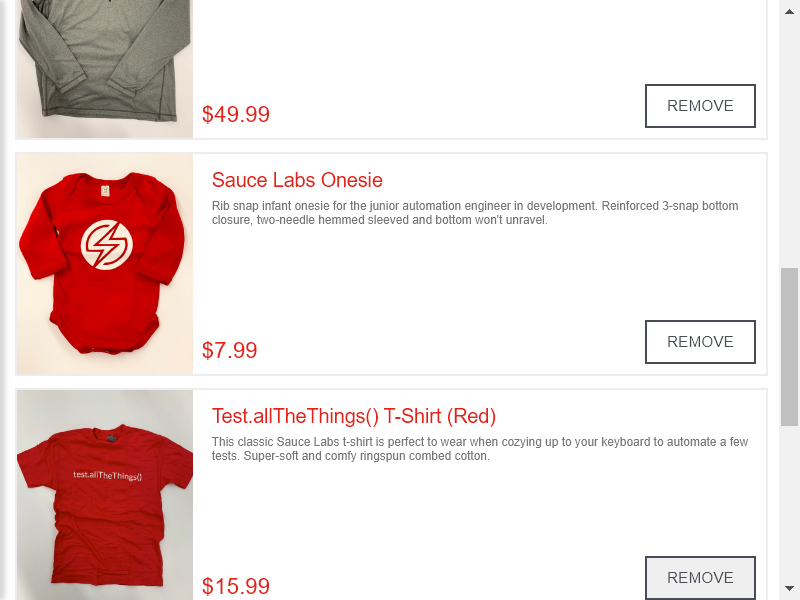 $49.99
REMOVE
Sauce Labs Onesie
Rib snap infant onesie for the junior automation engineer in development. Reinforced 3-snap bottom
closure, two-needle hemmed sleeved and bottom won't unravel.
$7.99
REMOVE
Test.allTheThings() T-Shirt (Red)
This classic Sauce Labs t-shirt is perfect to wear when cozying up to your keyboard to automate a few
tests. Super-soft and comfy ringspun combed cotton.
test.allTheThings()
$15.99
REMOVE